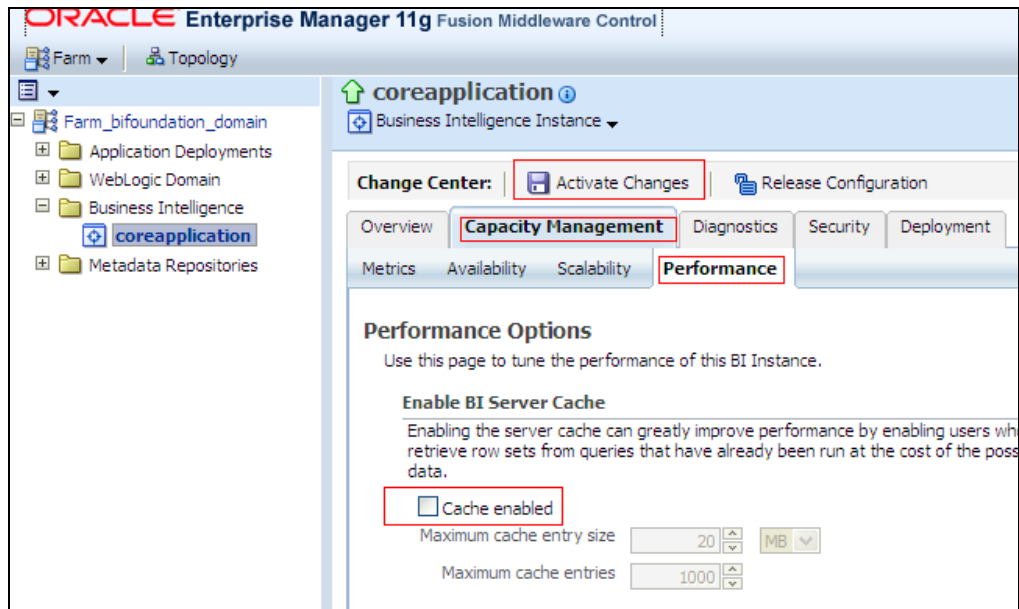 ORACLE Enterprise Manager 11g Fusion Middleware Control
Farm Topology
coreapplication
Business Intelligence Instance
Farm_bifoundation_domain
Application Deployments
WebLogic Domain
Business Intelligence
coreapplication
Metadata Repositories
Change Center: Activate Changes Release Configuration
Overview Capacity Management Diagnostics Security Deployment
Metrics Availability Scalability Performance
Performance Options
Use this page to tune the performance of this BI Instance.
Enable BI Server Cache
Enabling the server cache can greatly improve performance by enabling users
retrieve row sets from queries that have already been run at the cost of the
data.
Cache enabled
Maximum cache entry size 20 MB
Maximum cache entries 1000